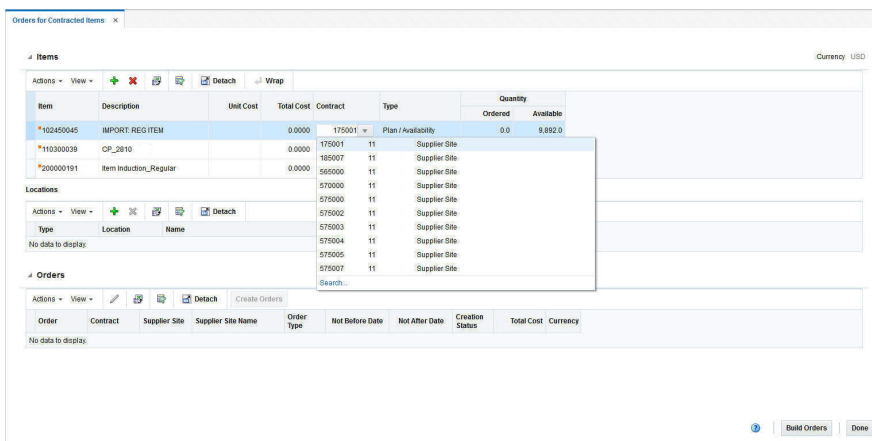 Orders for Contracted Items ×
Items
Currency USD
Actions View Detach Wrap
Item Description Unit Cost Total Cost Contract Type Quantity
Ordered Available
*102450045 IMPORT: REG ITEM 0.0000 175001 Plan / Availability 0.0 9,892.0
*110300039 CP_2810 0.0000
*200000191 Item Induction_Regular 0.0000
175001 11 Supplier Site
185007 11 Supplier Site
565000 11 Supplier Site
570000 11 Supplier Site
575000 11 Supplier Site
575002 11 Supplier Site
575003 11 Supplier Site
575004 11 Supplier Site
575005 11 Supplier Site
575007 11 Supplier Site
Search...
Locations
Actions View Detach
Type Location Name
No data to display.
Orders
Actions View Detach Create Orders
Order Contract Supplier Site Supplier Site Name Order Type Not Before Date Not After Date Creation Status Total Cost Currency
No data to display.
? Build Orders Done